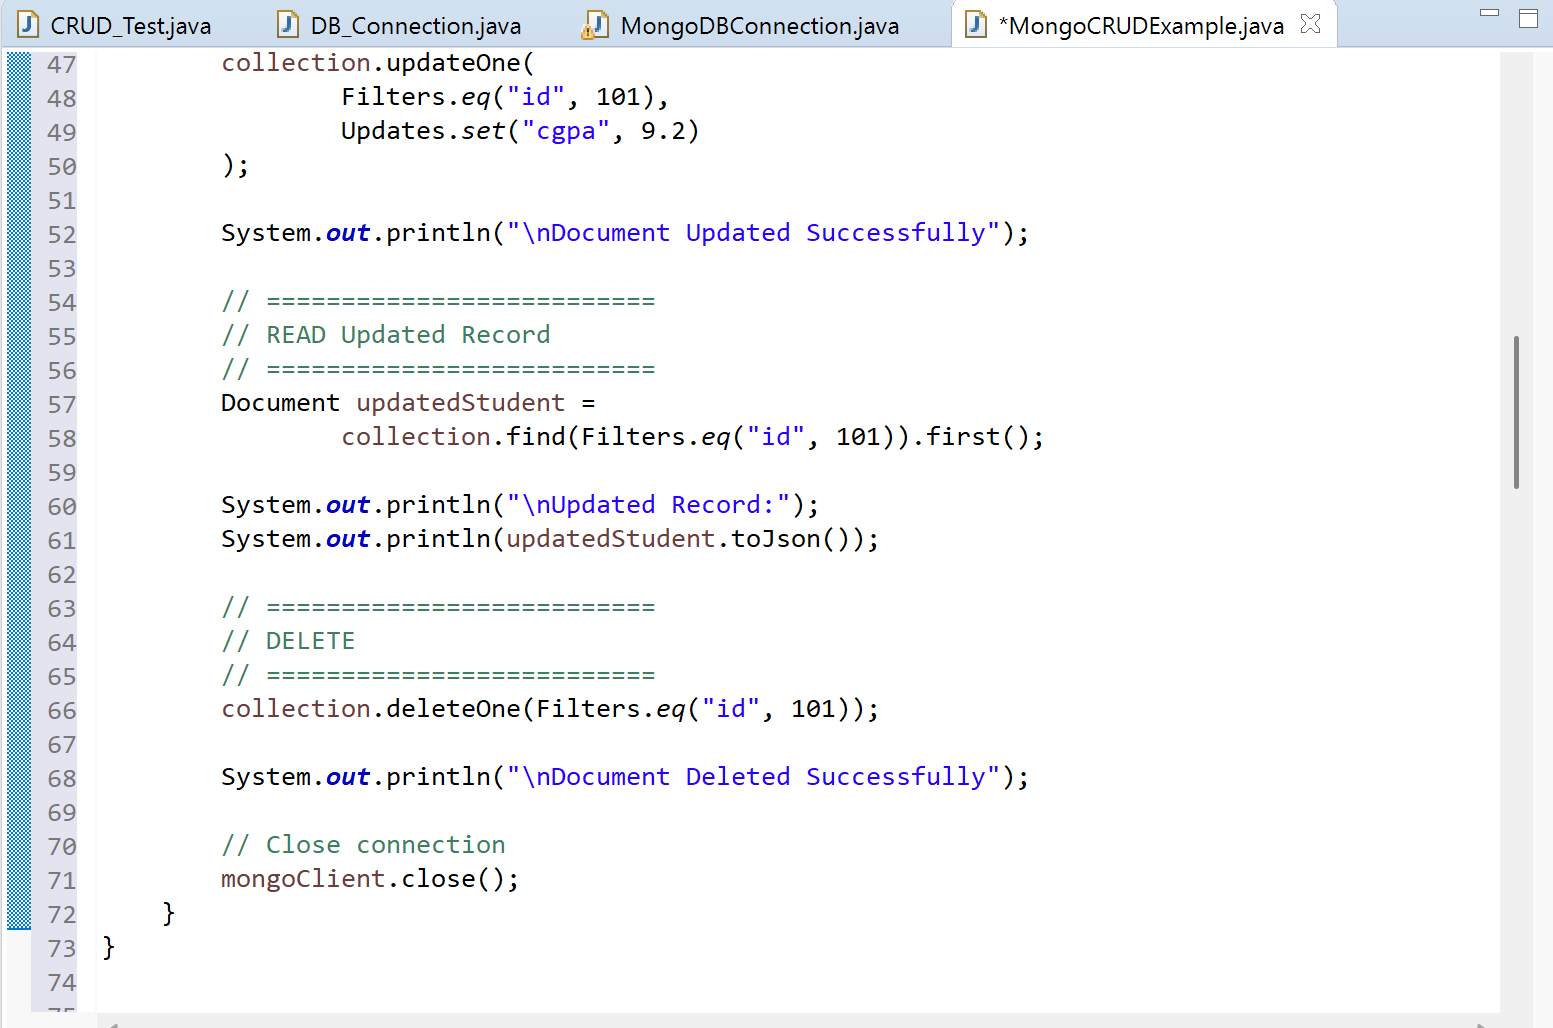 CRUD_Test.java DB_Connection.java MongoDBConnection.java *MongoCRUDExample.java
47 collection.updateOne(
48 Filters.eq("id", 101),
49 Updates.set("cgpa", 9.2)
50 );
51
52 System.out.println("\nDocument Updated Successfully");
53
54 // ==========================
55 // READ Updated Record
56 // ==========================
57 Document updatedStudent =
58 collection.find(Filters.eq("id", 101)).first();
59
60 System.out.println("\nUpdated Record:");
61 System.out.println(updatedStudent.toJson());
62
63 // ==========================
64 // DELETE
65 // ==========================
66 collection.deleteOne(Filters.eq("id", 101));
67
68 System.out.println("\nDocument Deleted Successfully");
69
70 // Close connection
71 mongoClient.close();
72 }
73 }
74
75